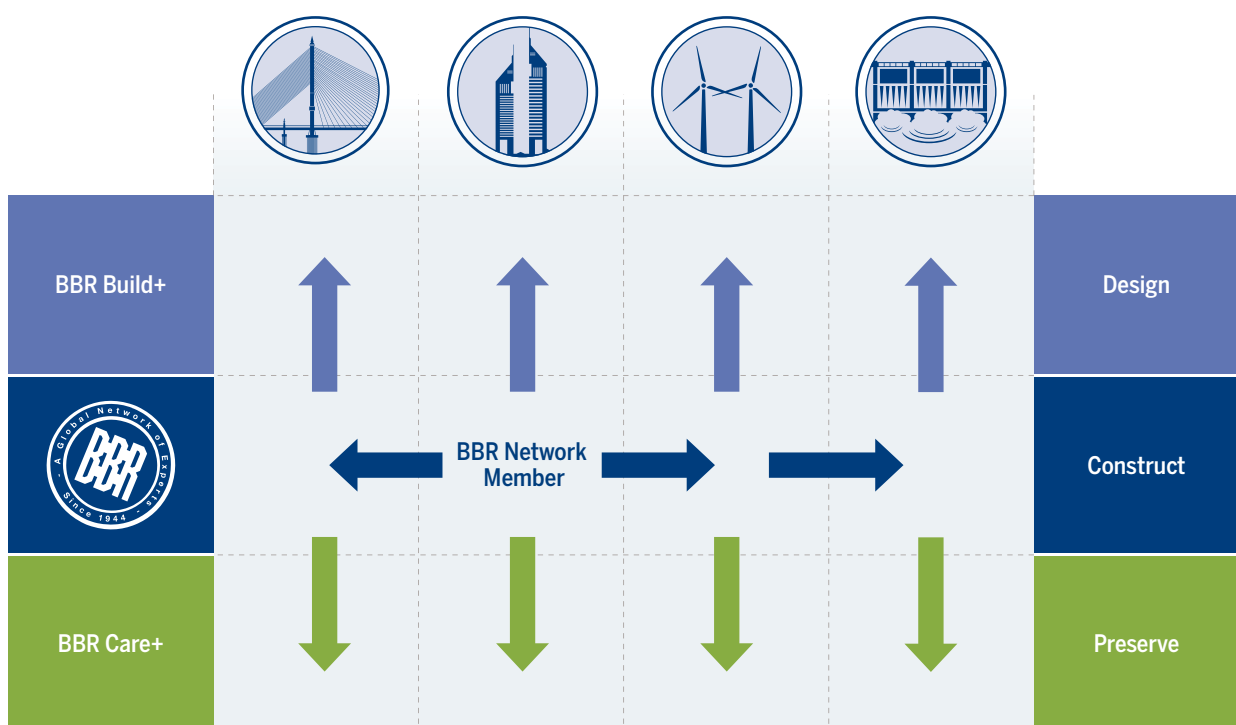 BBR Build+
Design
A Global Network of Experts
BBR
- Since 1944 -
BBR Network
Member
Construct
BBR Care+
Preserve